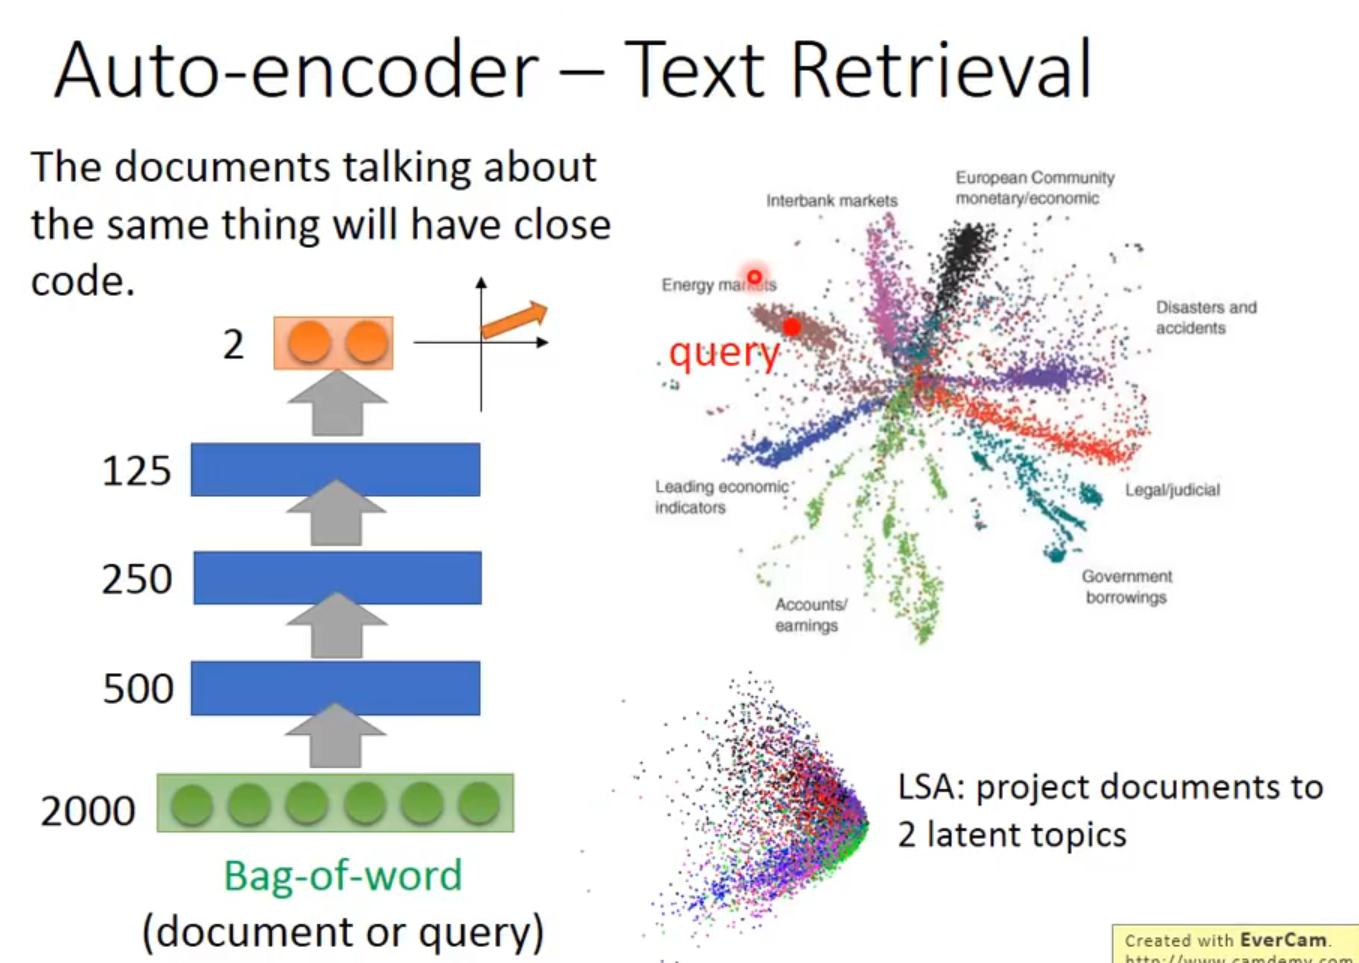 Auto-encoder – Text Retrieval
The documents talking about
the same thing will have close
code.
2
125
250
500
2000
Bag-of-word
(document or query)
Interbank markets
European Community
monetary/economic
Energy markets
query
Disasters and
accidents
Leading economic
indicators
Legal/judicial
Government
borrowings
Accounts/
earnings
LSA: project documents to
2 latent topics
Created with EverCam.
http://www.camdemy.com